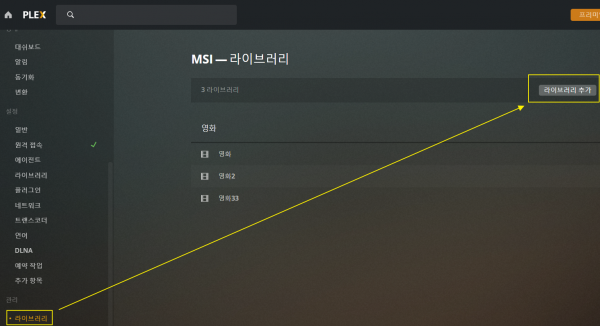 PLEX
프리미
대쉬보드
알림
동기화
변환
설정
일반
원격 접속
에이전트
라이브러리
플러그인
네트워크
트랜스코더
언어
DLNA
예약 작업
추가 항목
관리
라이브러리
MSI — 라이브러리
3 라이브러리
라이브러리 추가
영화
영화
영화2
영화33